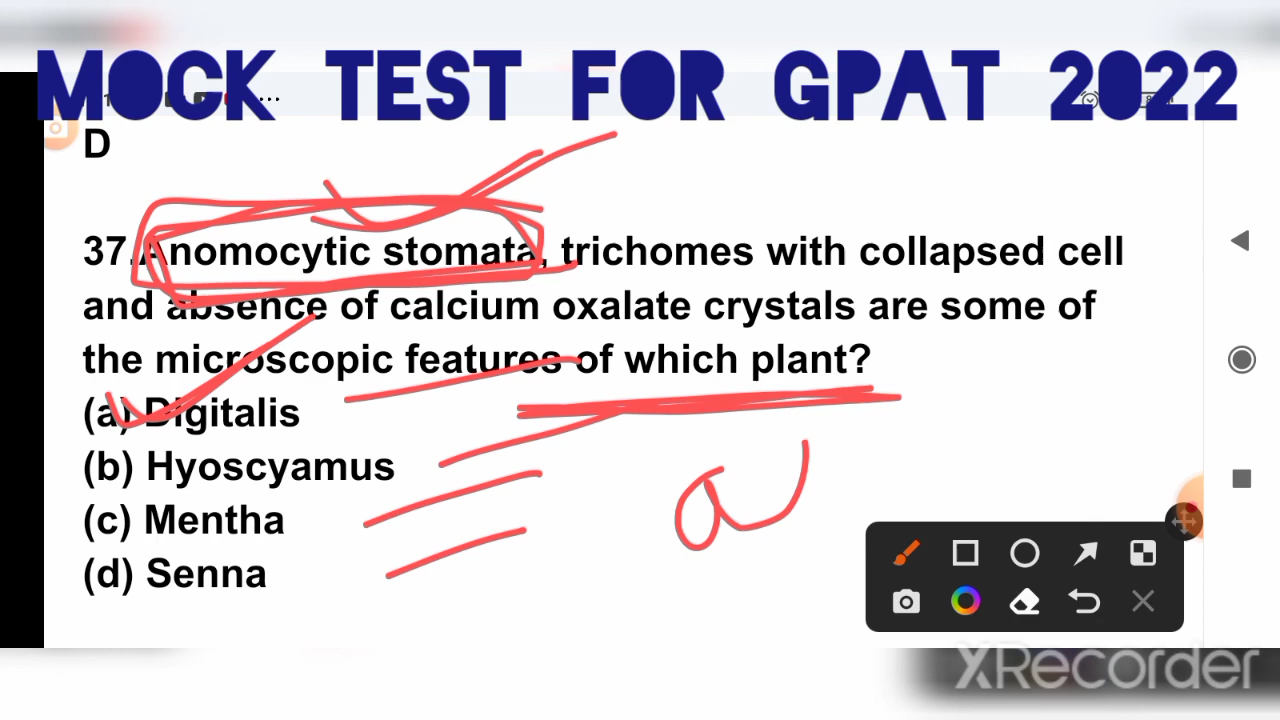 MOCK TEST FOR GPAT 2022
D
37.Anomocytic stomata, trichomes with collapsed cell
and absence of calcium oxalate crystals are some of
the microscopic features of which plant?
(a) Digitalis
(b) Hyoscyamus
(c) Mentha
(d) Senna
a
XRecorder